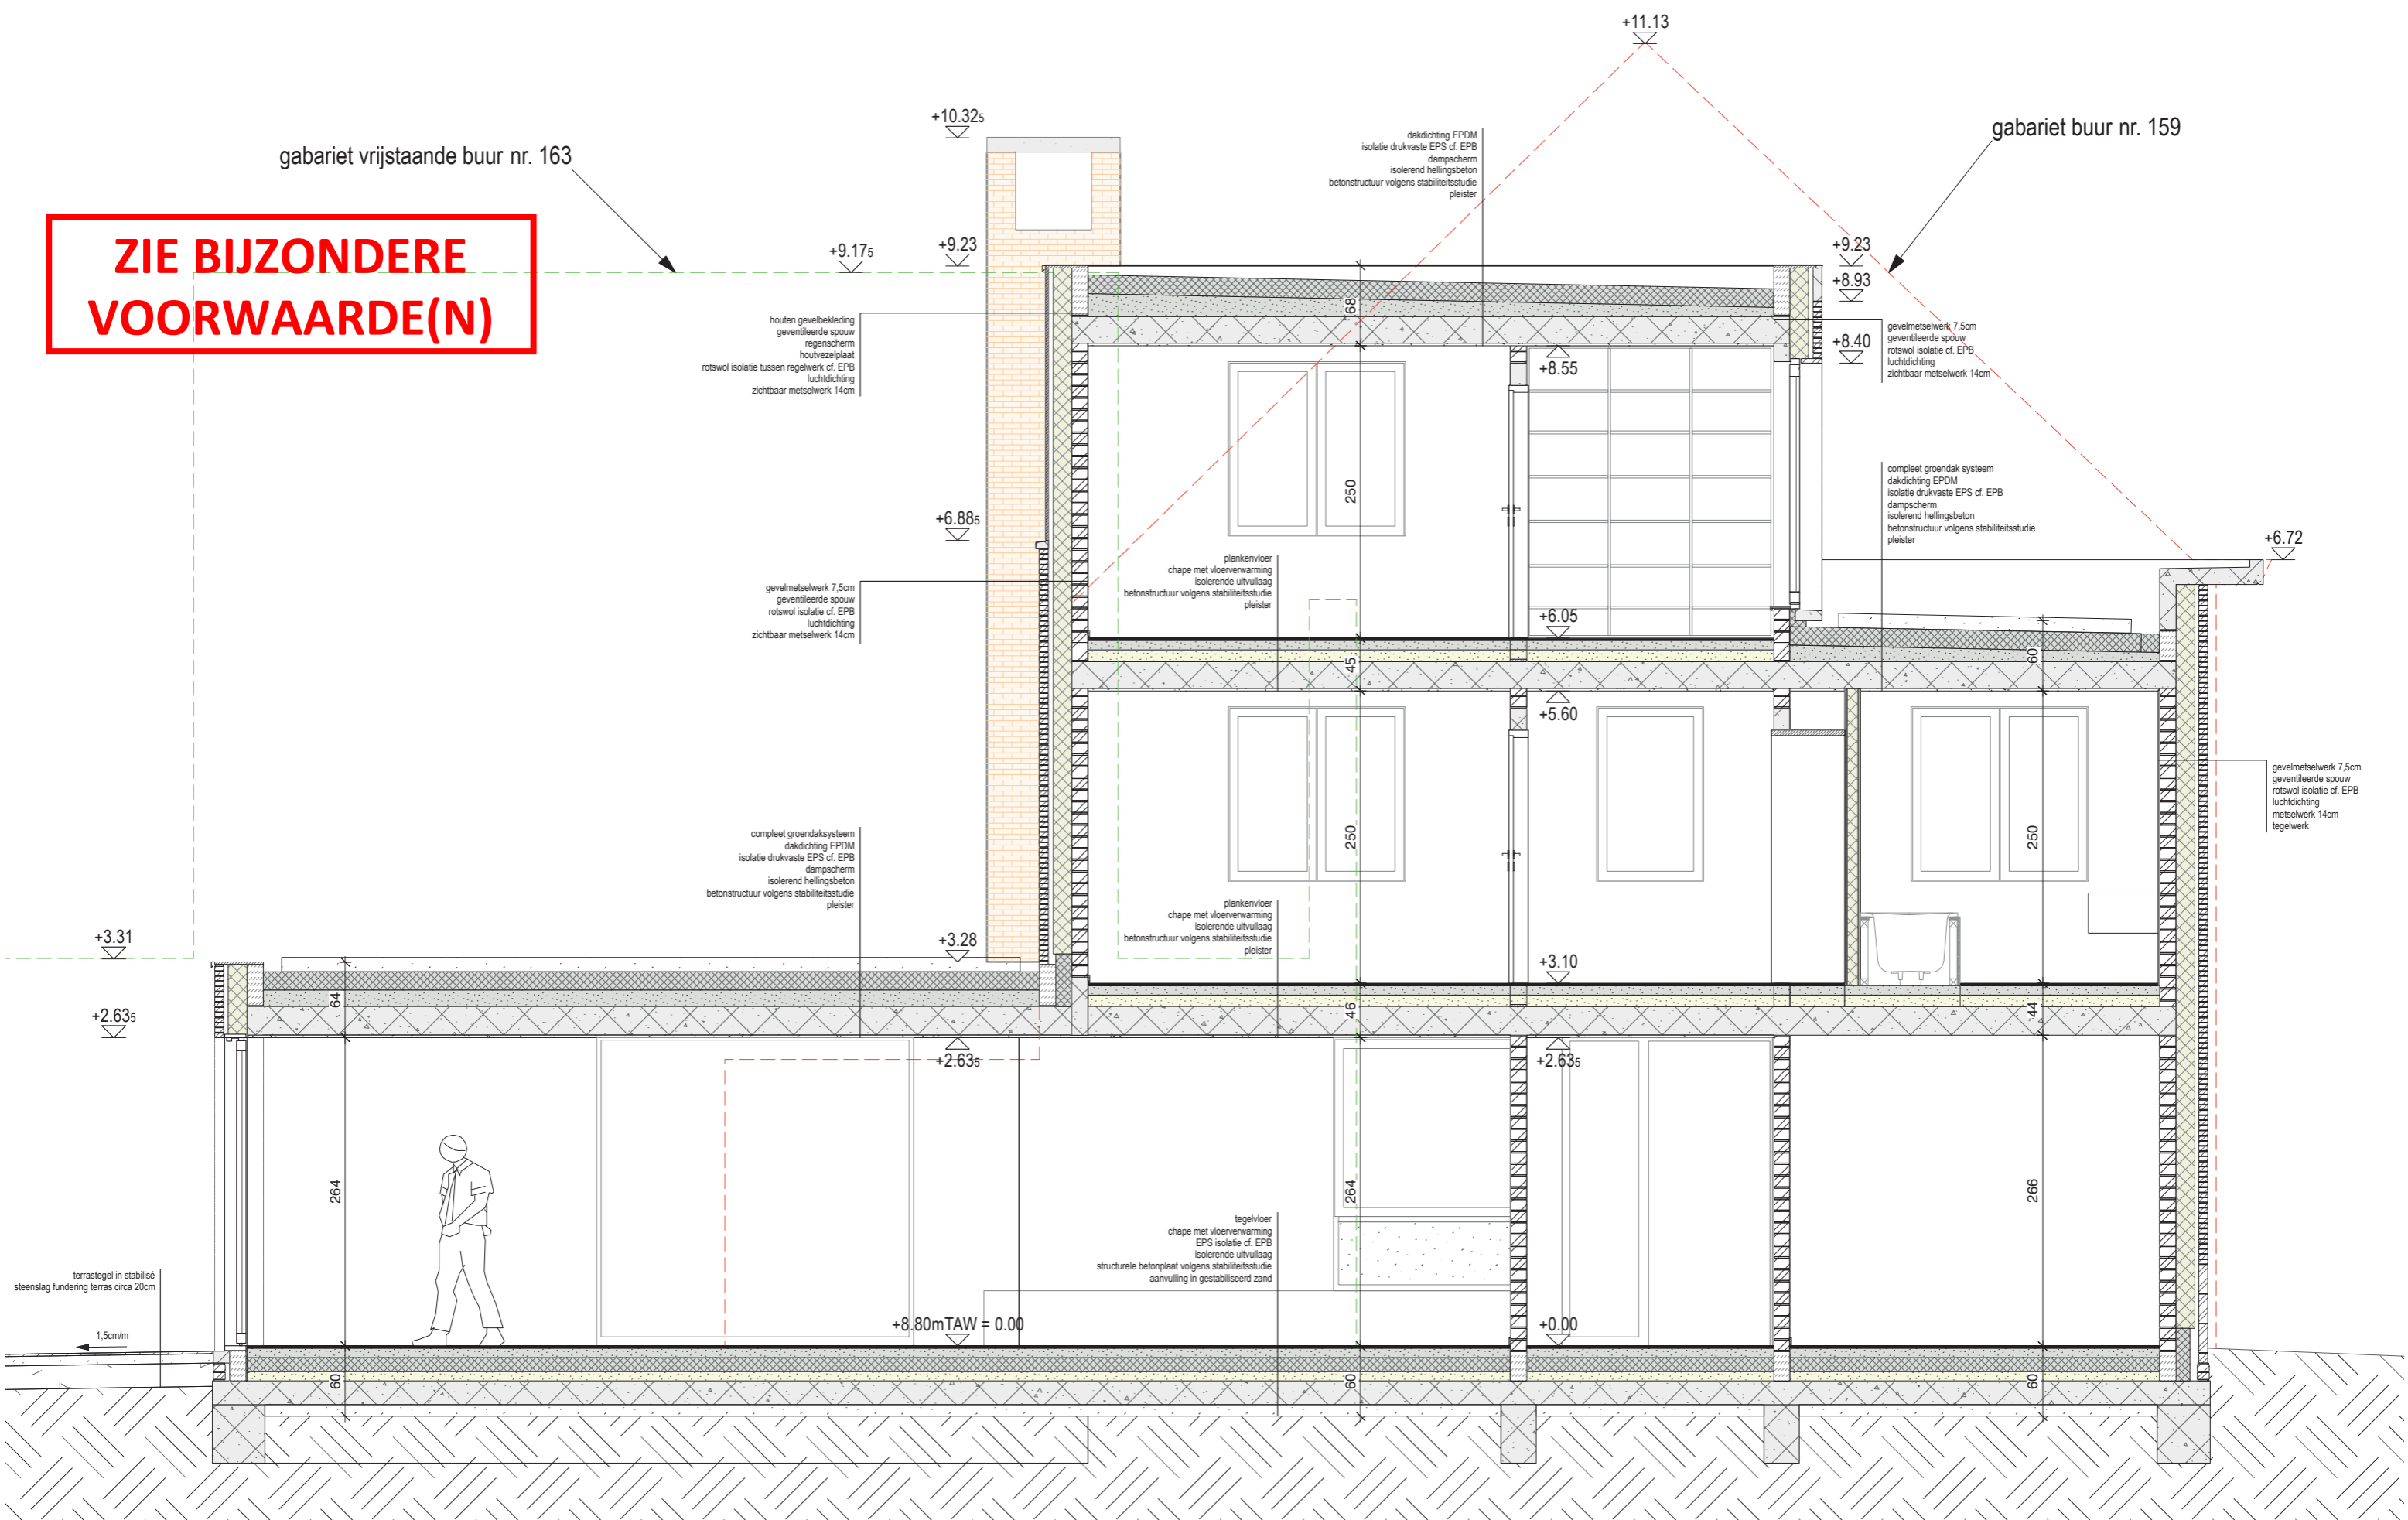 +11.13
+10.325
gabariet vrijstaande buur nr. 163
gabariet buur nr. 159
ZIE BIJZONDERE
VOORWAARDE(N)
dakdichting EPDM
isolatie drukvaste EPS cf. EPB
dampscherm
isolerend hellingsbeton
betonstructuur volgens stabiliteitsstudie
pleister
+9.175
+9.23
+9.23
+8.93
+8.40
68
houten gevelbekleding
geventileerde spouw
regenscherm
houtvezelplaat
rotswol isolatie tussen regelwerk cf. EPB
luchtdichting
zichtbaar metselwerk 14cm
gevelmetselwerk 7,5cm
geventileerde spouw
rotswol isolatie cf. EPB
luchtdichting
zichtbaar metselwerk 14cm
+8.55
250
compleet groendak systeem
dakdichting EPDM
isolatie drukvaste EPS cf. EPB
dampscherm
isolerend hellingsbeton
betonstructuur volgens stabiliteitsstudie
pleister
+6.885
+6.72
plankenvloer
chape met vloerverwarming
isolerende uitvullaag
betonstructuur volgens stabiliteitsstudie
pleister
gevelmetselwerk 7,5cm
geventileerde spouw
rotswol isolatie cf. EPB
luchtdichting
zichtbaar metselwerk 14cm
+6.05
45
60
+5.60
gevelmetselwerk 7,5cm
geventileerde spouw
rotswol isolatie cf. EPB
luchtdichting
metselwerk 14cm
tegelwerk
250
250
compleet groendaksysteem
dakdichting EPDM
isolatie drukvaste EPS cf. EPB
dampscherm
isolerend hellingsbeton
betonstructuur volgens stabiliteitsstudie
pleister
plankenvloer
chape met vloerverwarming
isolerende uitvullaag
betonstructuur volgens stabiliteitsstudie
pleister
+3.31
+3.28
+3.10
64
46
44
+2.635
+2.635
+2.635
264
264
266
tegelvloer
chape met vloerverwarming
EPS isolatie cf. EPB
isolerende uitvullaag
structurele betonplaat volgens stabiliteitsstudie
aanvulling in gestabiliseerd zand
terrastegel in stabilisé
steenslag fundering terras circa 20cm
1,5cm/m
+8.80mTAW = 0.00
+0.00
60
60
60